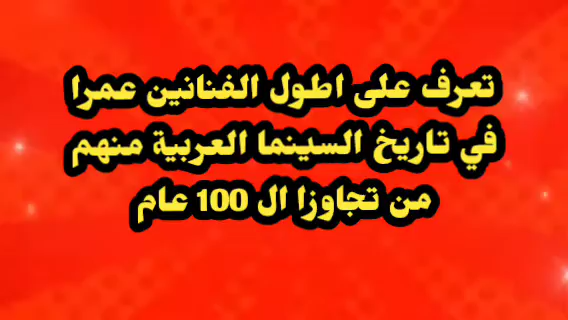 تعرف على اطول الفنانين عمرا
في تاريخ السينما العربية منهم
من تجاوزا ال 100 عام